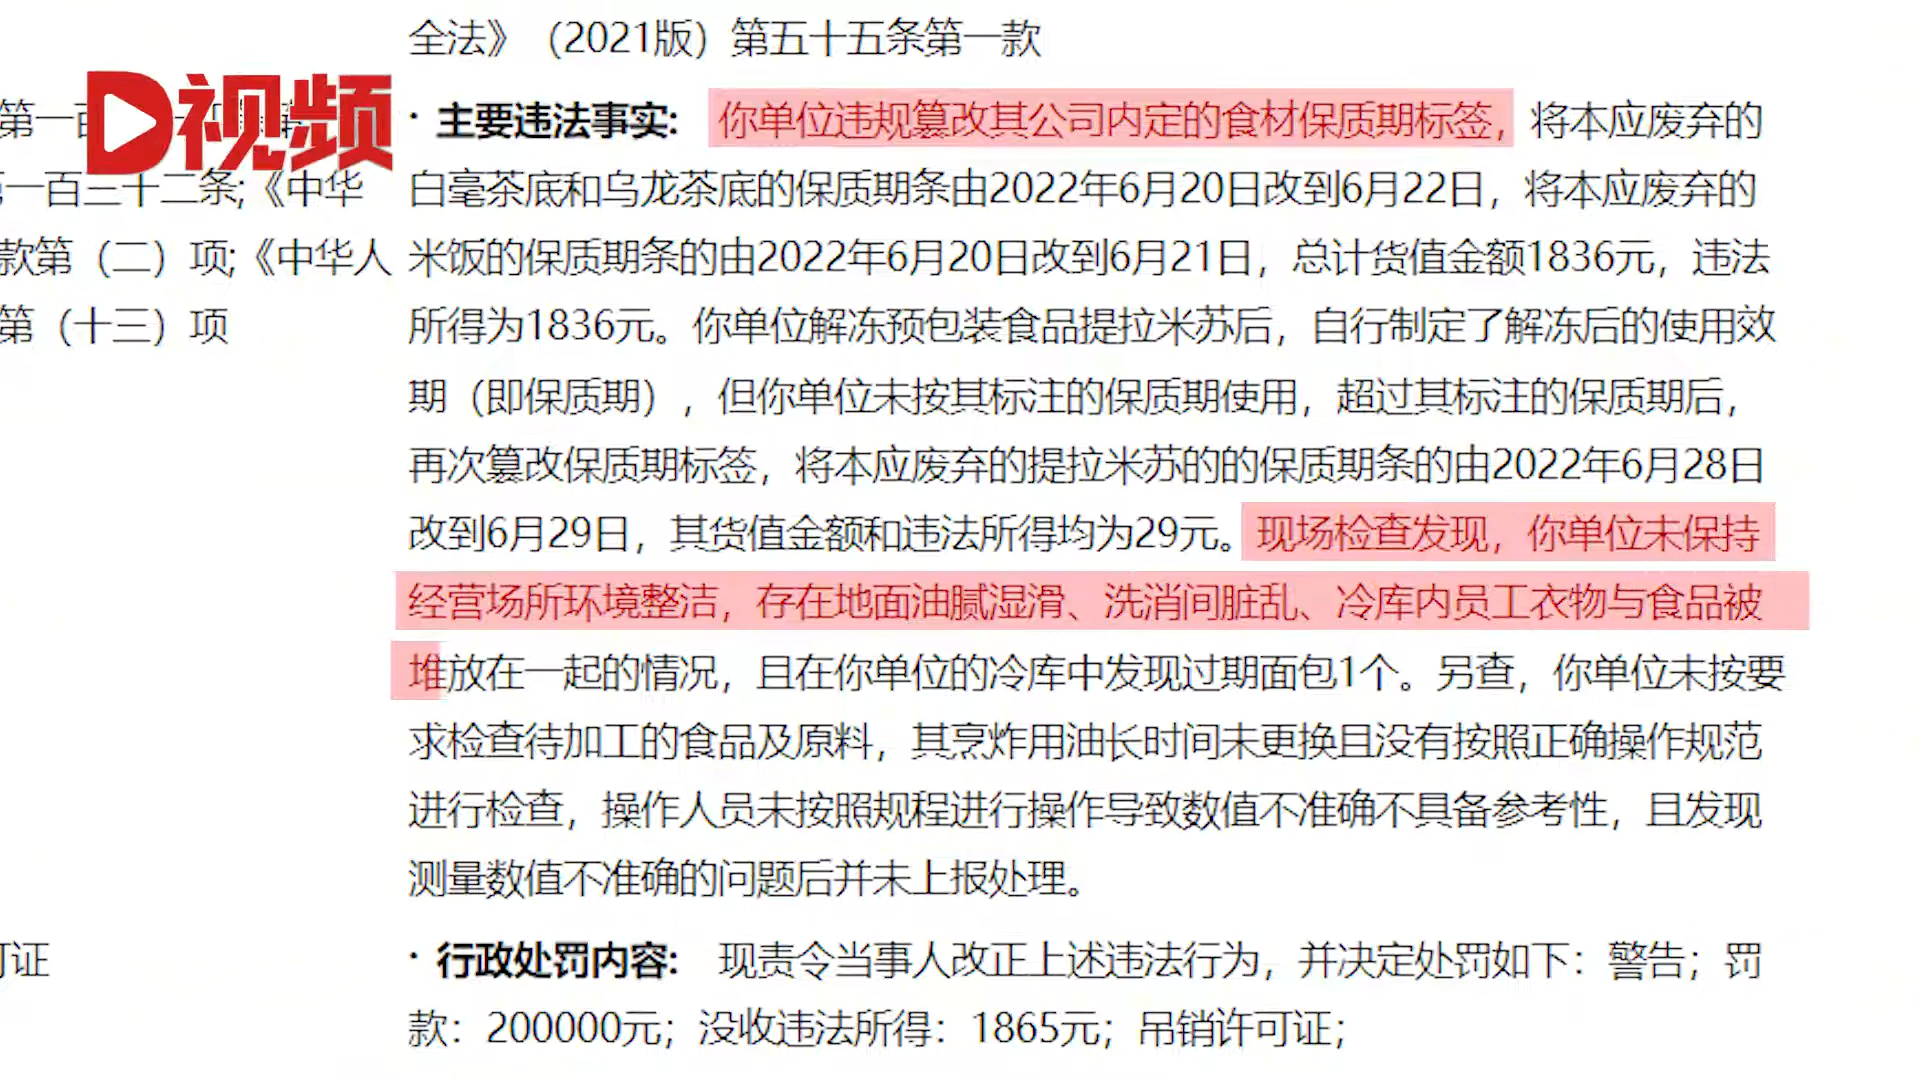 全法》（2021版）第五十五条第一款
D视频
第一百
· 主要违法事实： 你单位违规篡改其公司内定的食材保质期标签，将本应废弃的
第一百三十二条;《中华
白毫茶底和乌龙茶底的保质期条由2022年6月20日改到6月22日，将本应废弃的
款第（二）项;《中华人
米饭的保质期条的由2022年6月20日改到6月21日，总计货值金额1836元，违法
第（十三）项
所得为1836元。你单位解冻预包装食品提拉米苏后，自行制定了解冻后的使用效
期（即保质期），但你单位未按其标注的保质期使用，超过其标注的保质期后，
再次篡改保质期标签，将本应废弃的提拉米苏的的保质期条的由2022年6月28日
改到6月29日，其货值金额和违法所得均为29元。现场检查发现，你单位未保持
经营场所环境整洁，存在地面油腻湿滑、洗消间脏乱、冷库内员工衣物与食品被
堆放在一起的情况，且在你单位的冷库中发现过期面包1个。另查，你单位未按要
求检查待加工的食品及原料，其烹炸用油长时间未更换且没有按照正确操作规范
进行检查，操作人员未按照规程进行操作导致数值不准确不具备参考性，且发现
测量数值不准确的问题后并未上报处理。
可证
· 行政处罚内容： 现责令当事人改正上述违法行为，并决定处罚如下：警告；罚
款：200000元；没收违法所得：1865元；吊销许可证；